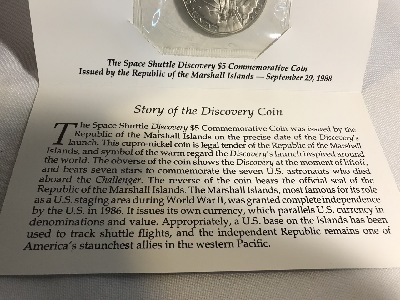 The Space Shuttle Discovery $5 Commemorative Coin
Issued by the Republic of the Marshall Islands — September 29, 1988
Story of the Discovery Coin
The Space Shuttle Discovery $5 Commemorative Coin was issued by the
Republic of the Marshall Islands on the precise date of the Discovery's
launch. This cupro-nickel coin is legal tender of the Republic of the Marshall
Islands, and symbol of the warm regard the Discovery's launch inspired around
the world. The obverse of the coin shows the Discovery at the moment of liftoff,
and bears seven stars to commemorate the seven U.S. astronauts who died
aboard the Challenger. The reverse of the coin bears the official seal of the
Republic of the Marshall Islands. The Marshall Islands, most famous for its role
as a U.S. staging area during World War II, was granted complete independence
by the U.S. in 1986. It issues its own currency, which parallels U.S. currency in
denominations and value. Appropriately, a U.S. base on the islands has been
used to track shuttle flights, and the independent Republic remains one of
America's staunchest allies in the western Pacific.